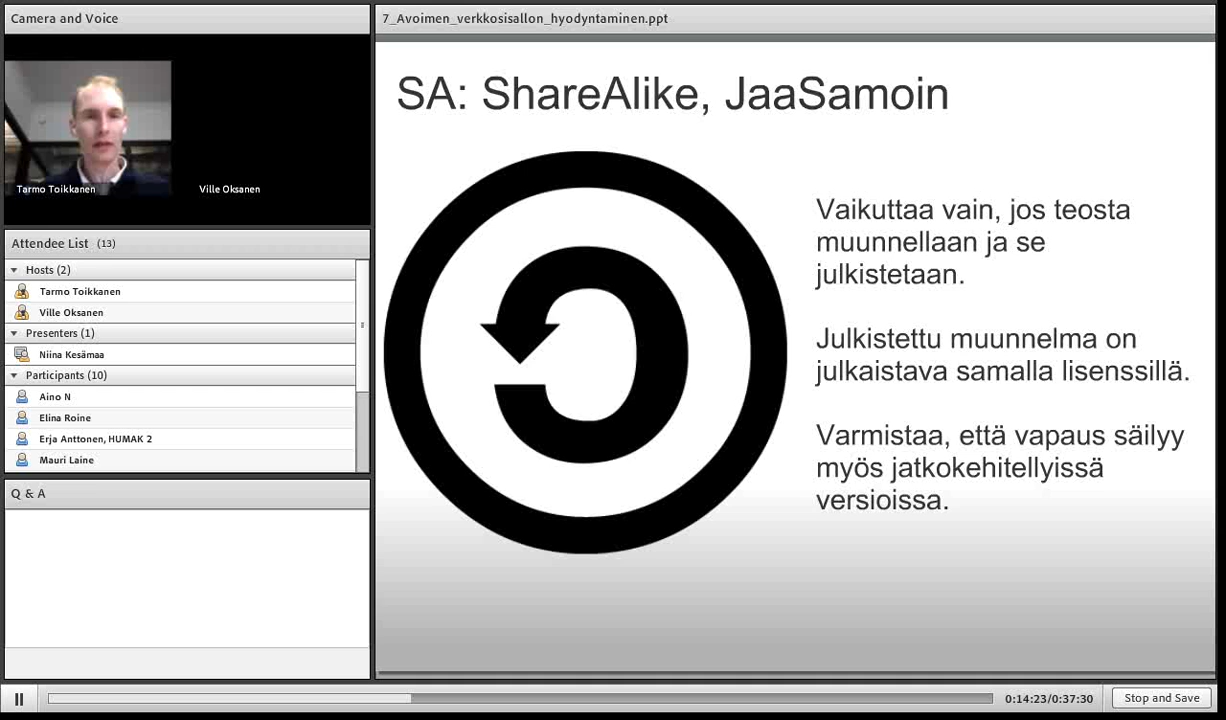 Camera and Voice
Tarmo Toikkanen
Ville Oksanen
Attendee List (13)
Hosts (2)
Tarmo Toikkanen
Ville Oksanen
Presenters (1)
Niina Kesämaa
Participants (10)
Aino N
Elina Roine
Erja Anttonen, HUMAK 2
Mauri Laine
Q & A
7_Avoimen_verkkosisallon_hyodyntaminen.ppt
SA: ShareAlike, JaaSamoin
Vaikuttaa vain, jos teosta
muunnellaan ja se
julkistetaan.
Julkistettu muunnelma on
julkaistava samalla lisenssillä.
Varmistaa, että vapaus säilyy
myös jatkokehitellyissä
versioissa.
0:14:23/0:37:30
Stop and Save